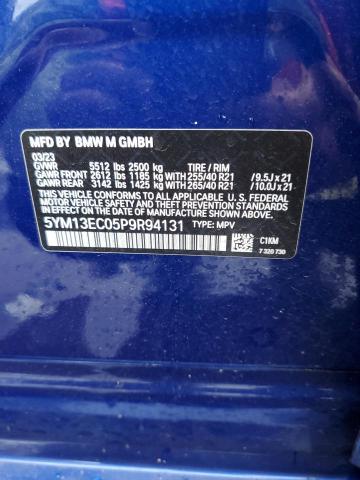 MFD BY BMW M GMBH
03/23
GVWR 5512 lbs 2500 kg TIRE / RIM
GAWR FRONT 2612 lbs 1185 kg WITH 255/40 R21 / 9.5J x 21
GAWR REAR 3142 lbs 1425 kg WITH 265/40 R21 / 10.0J x 21
THIS VEHICLE CONFORMS TO ALL APPLICABLE
FEDERAL MOTOR VEHICLE SAFETY STANDARDS
IN EFFECT ON THE DATE OF MANUFACTURE SHOWN ABOVE.
5YM13EC05P9R94131 TYPE: MPV
C1KM
7 320 730